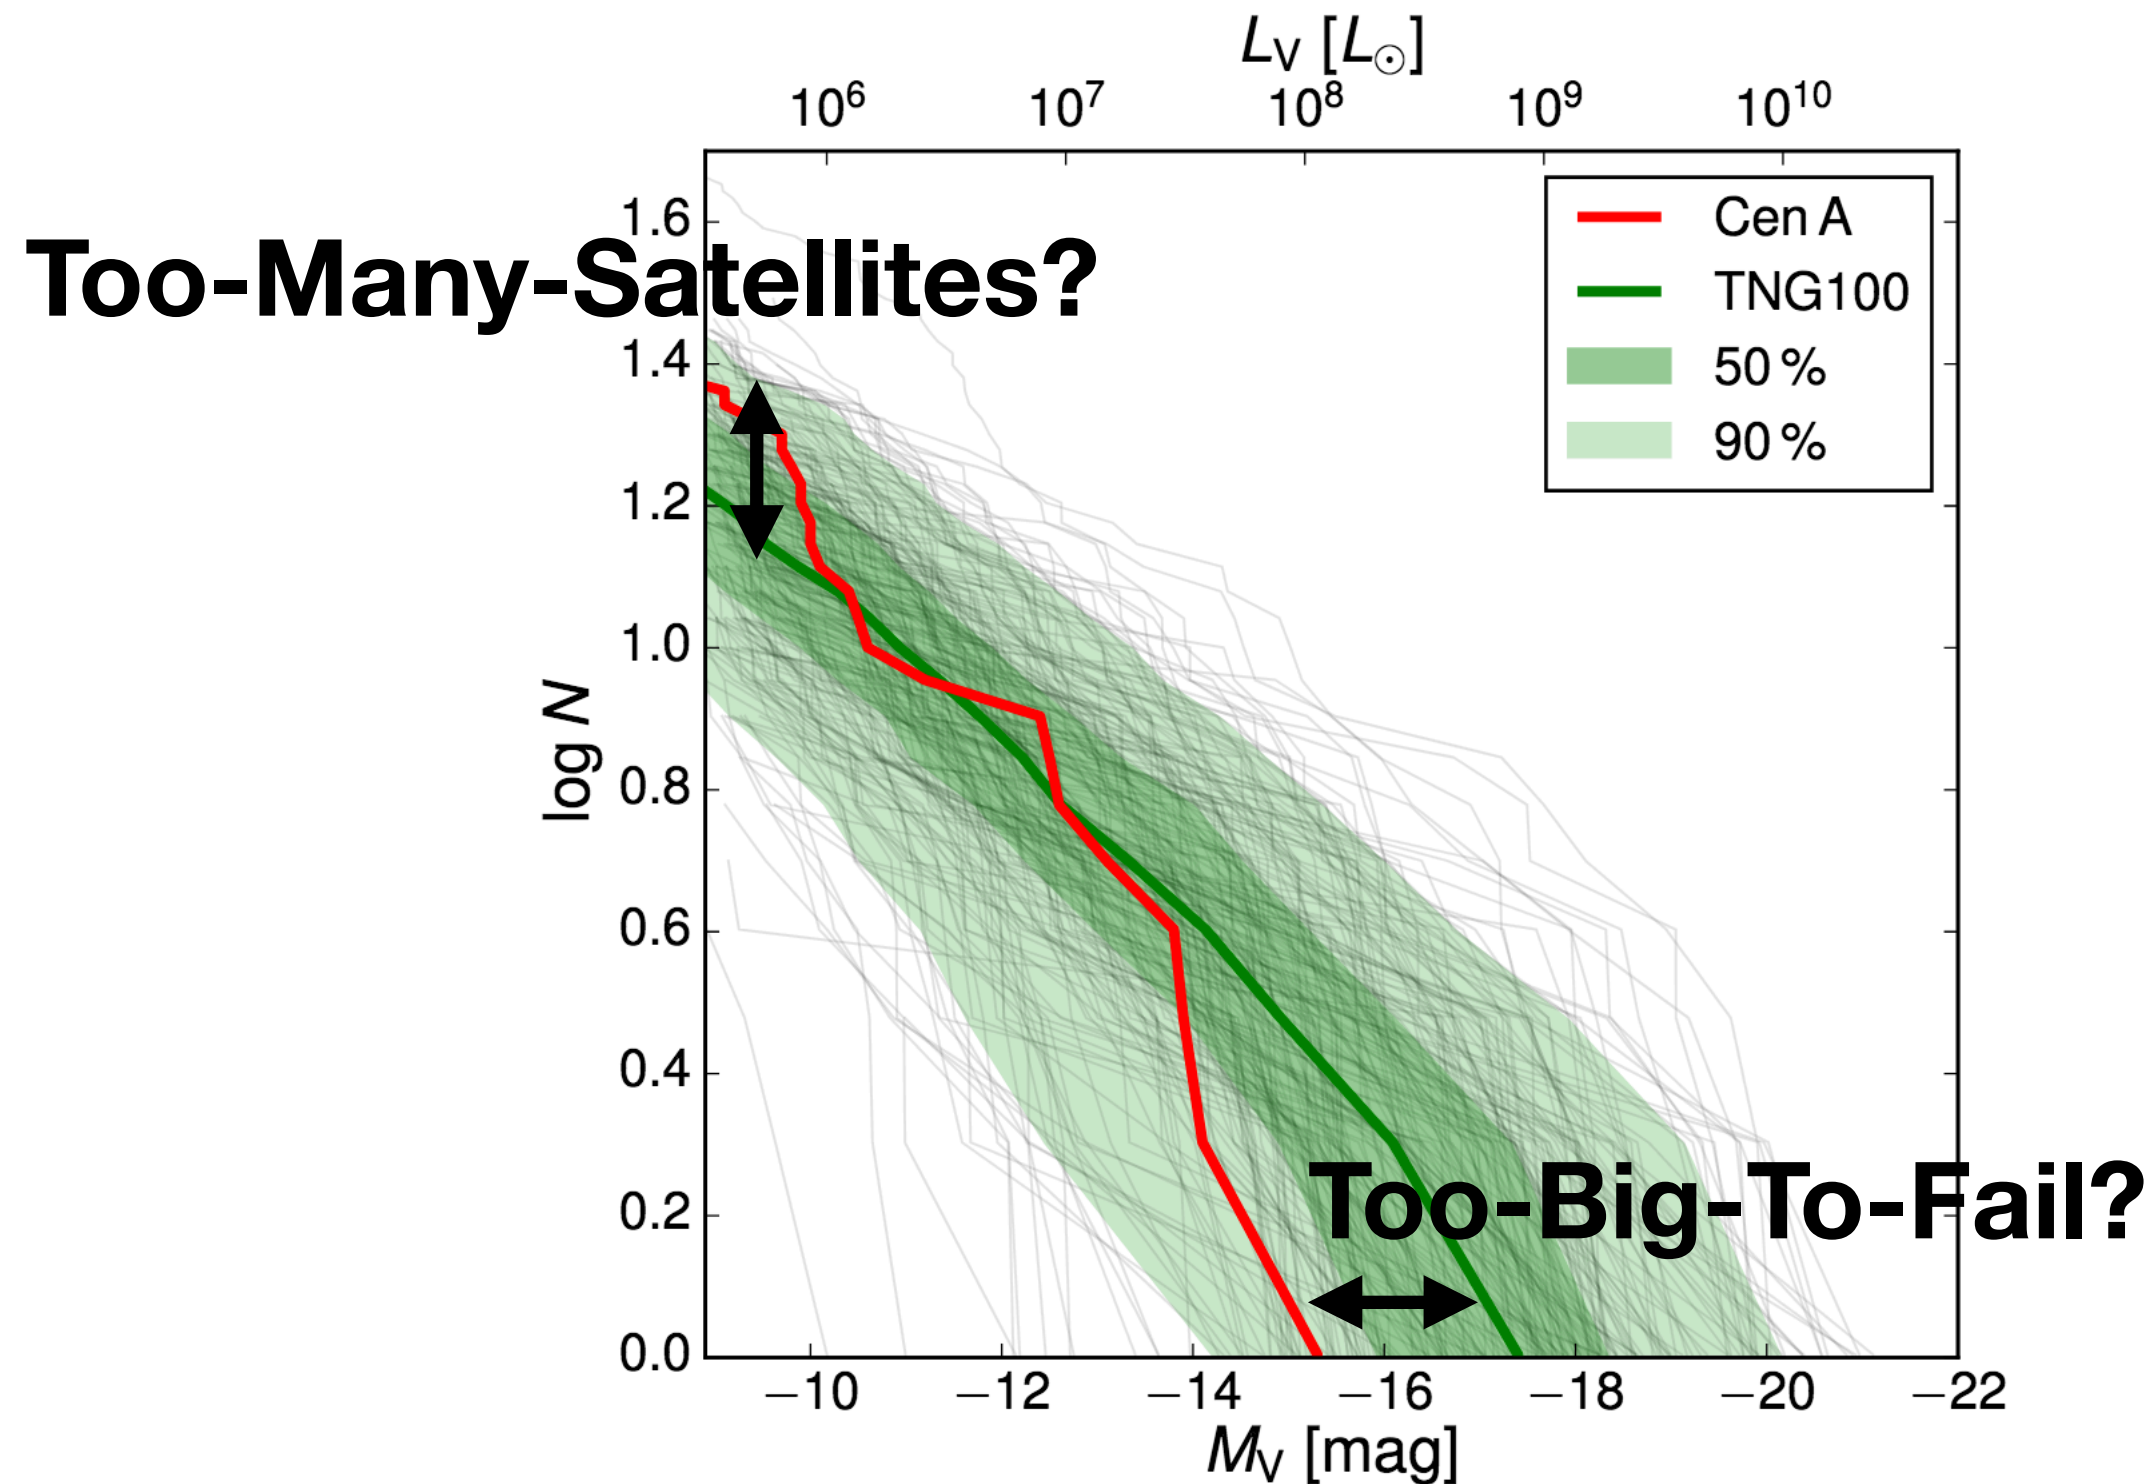 L_V [L_☉]
10^6 10^7 10^8 10^9 10^10
Cen A
TNG100
50 %
90 %
Too-Many-Satellites?
1.6
1.4
1.2
1.0
0.8
0.6
0.4
0.2
0.0
log N
Too-Big-To-Fail?
−10 −12 −14 −16 −18 −20 −22
M_V [mag]